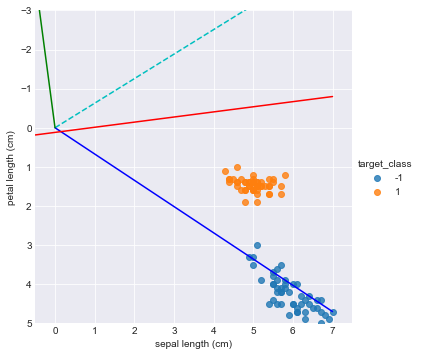 −3
−2
−1
0
1
2
3
4
5
petal length (cm)
0 1 2 3 4 5 6 7
sepal length (cm)
target_class
-1
1